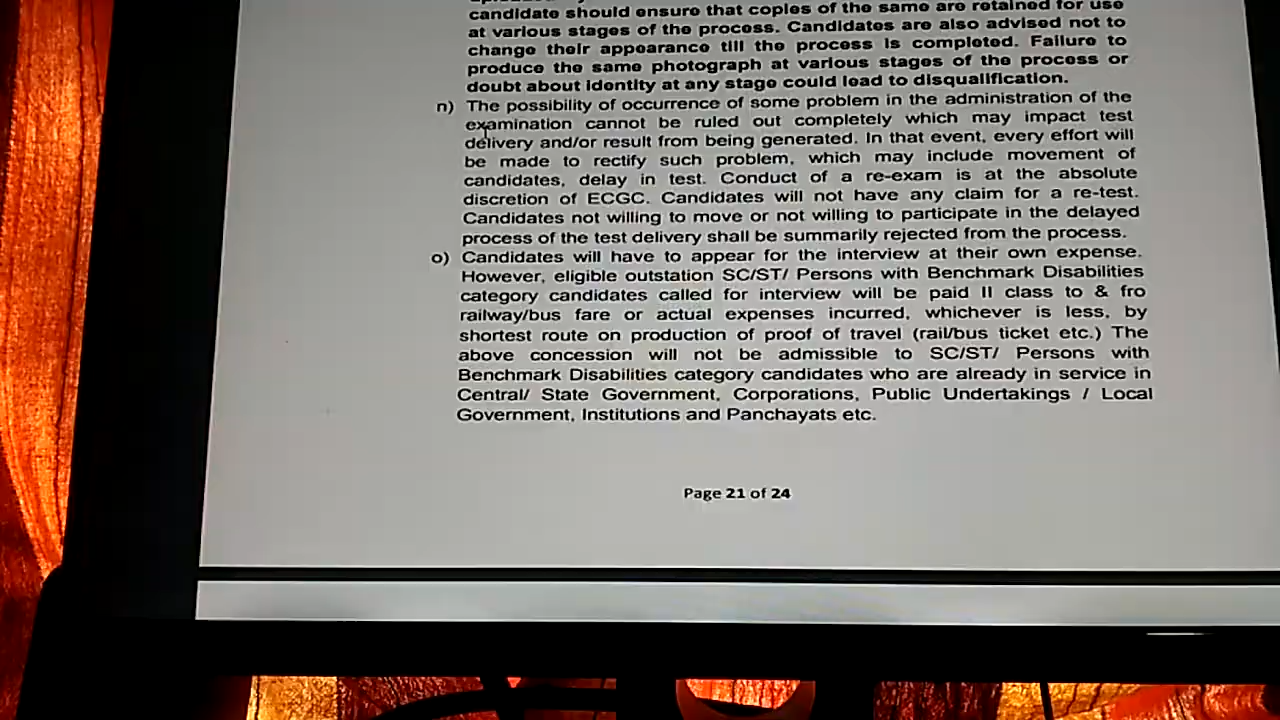 candidate should ensure that copies of the same are retained for use
at various stages of the process. Candidates are also advised not to
change their appearance till the process is completed. Failure to
produce the same photograph at various stages of the process or
doubt about identity at any stage could lead to disqualification.
n) The possibility of occurrence of some problem in the administration of the
examination cannot be ruled out completely which may impact test
delivery and/or result from being generated. In that event, every effort will
be made to rectify such problem, which may include movement of
candidates, delay in test. Conduct of a re-exam is at the absolute
discretion of ECGC. Candidates will not have any claim for a re-test.
Candidates not willing to move or not willing to participate in the delayed
process of the test delivery shall be summarily rejected from the process.
o) Candidates will have to appear for the interview at their own expense.
However, eligible outstation SC/ST/ Persons with Benchmark Disabilities
category candidates called for interview will be paid II class to & fro
railway/bus fare or actual expenses incurred, whichever is less, by
shortest route on production of proof of travel (rail/bus ticket etc.) The
above concession will not be admissible to SC/ST/ Persons with
Benchmark Disabilities category candidates who are already in service in
Central/ State Government, Corporations, Public Undertakings / Local
Government, Institutions and Panchayats etc.
Page 21 of 24